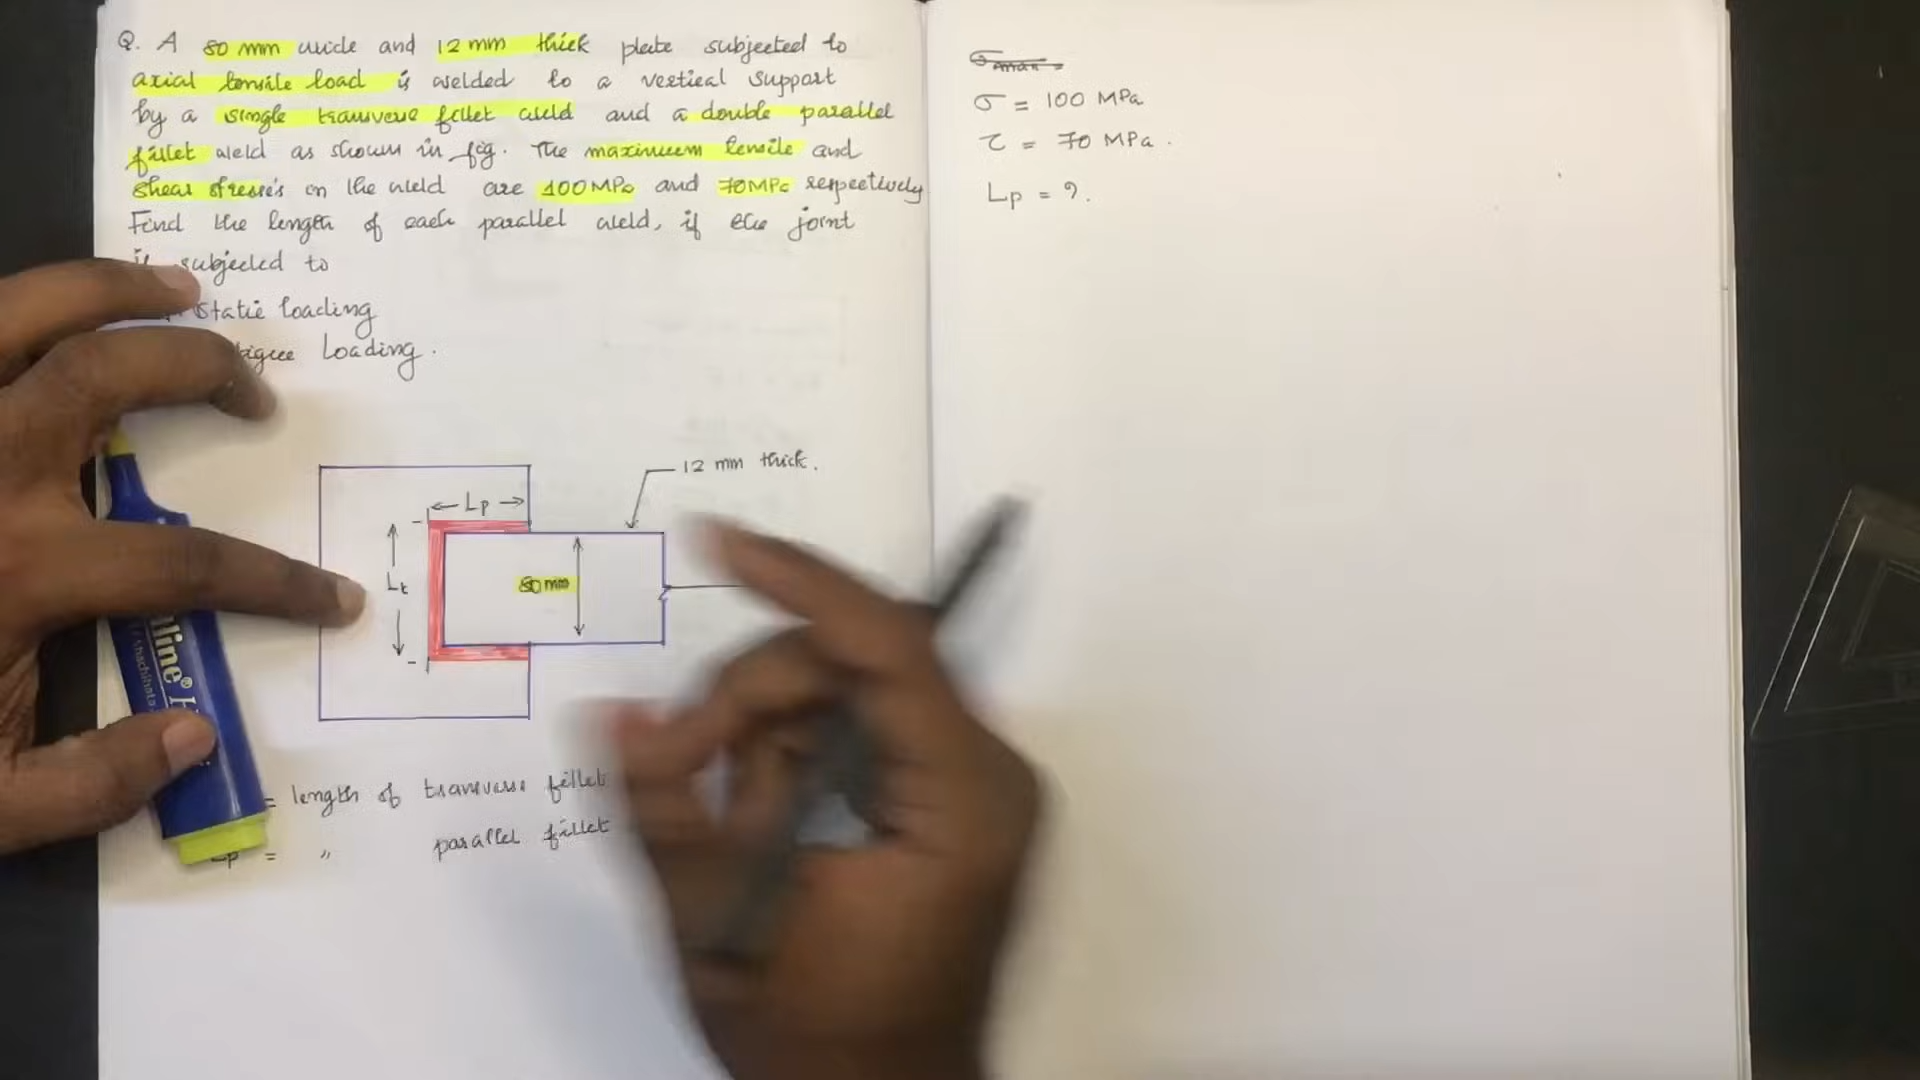 Q. A 80 mm wide and 12 mm thick plate subjected to
axial tensile load is welded to a vertical support
by a single transverse fillet weld and a double parallel
fillet weld as shown in fig. The maximum tensile and
shear stresses on the weld are 100 MPa and 70 MPa respectively
Find the length of each parallel weld, if the joint
is subjected to
Static loading
Loading.
12 mm thick.
Lp
Lt
80 mm
= length of transverse fillet
Lp = " parallel fillet
σmax =
σ = 100 MPa
τ = 70 MPa.
Lp = ?.